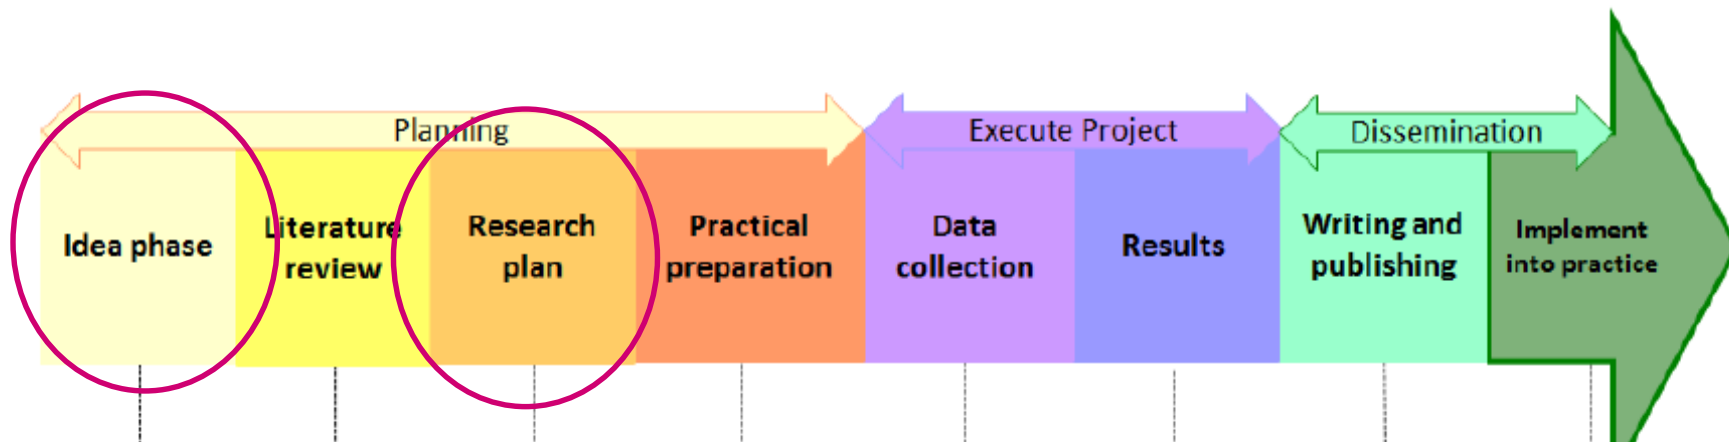 Planning
Execute Project
Dissemination
Idea phase
Literature
review
Research
plan
Practical
preparation
Data
collection
Results
Writing and
publishing
Implement
into practice